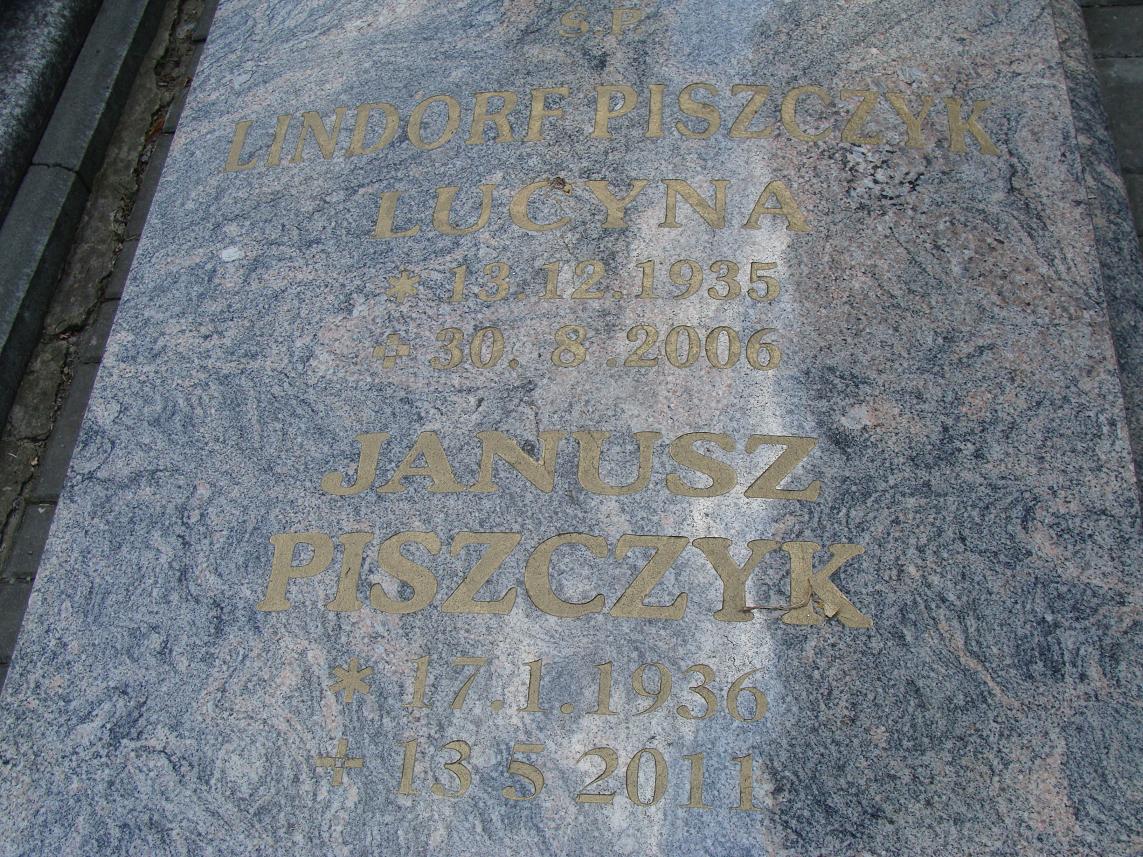 S.P.
LINDORF PISZCZYK
LUCYNA
* 13.12.1935
+ 30. 8 .2006
JANUSZ
PISZCZYK
* 17.1.1936
+ 13 5 2011